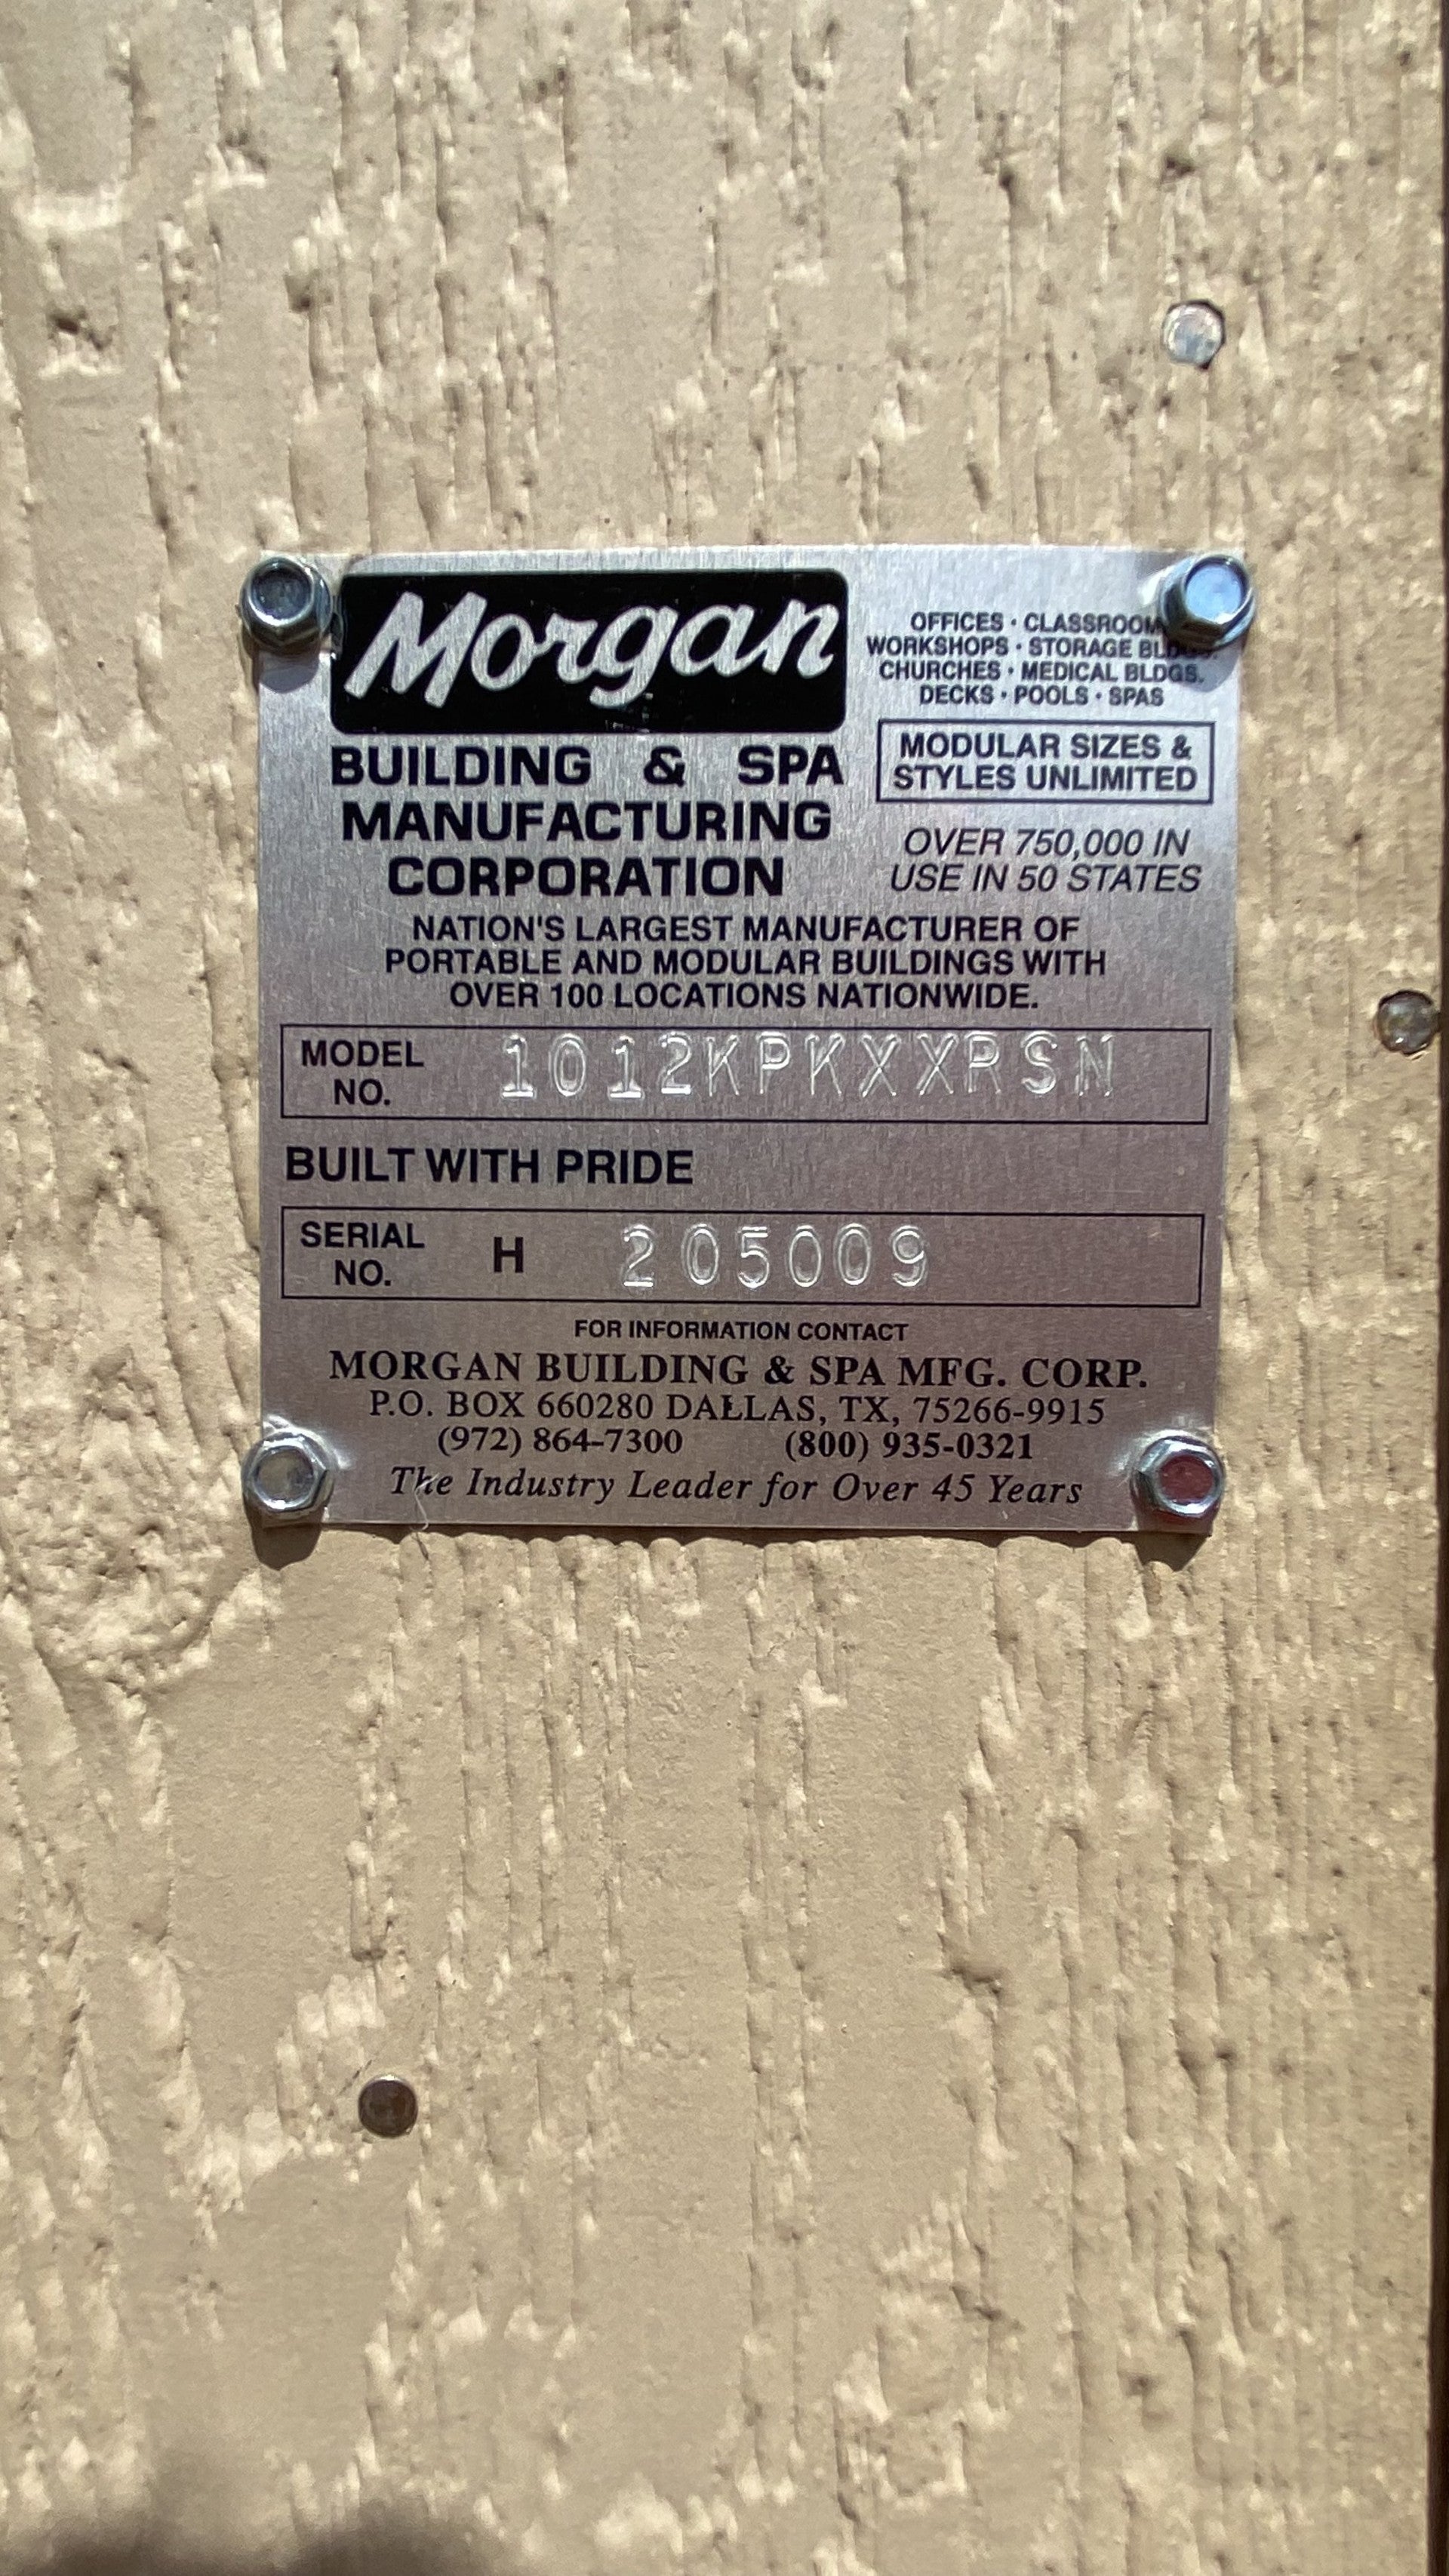 Morgan
BUILDING & SPA
MANUFACTURING
CORPORATION
OFFICES · CLASSROOM
WORKSHOPS · STORAGE BLDGS.
CHURCHES · MEDICAL BLDGS.
DECKS · POOLS · SPAS
MODULAR SIZES &
STYLES UNLIMITED
OVER 750,000 IN
USE IN 50 STATES
NATION'S LARGEST MANUFACTURER OF
PORTABLE AND MODULAR BUILDINGS WITH
OVER 100 LOCATIONS NATIONWIDE.
MODEL NO. 1012KPKXXRSN
BUILT WITH PRIDE
SERIAL NO. H 205009
FOR INFORMATION CONTACT
MORGAN BUILDING & SPA MFG. CORP.
P.O. BOX 660280 DALLAS, TX, 75266-9915
(972) 864-7300 (800) 935-0321
The Industry Leader for Over 45 Years